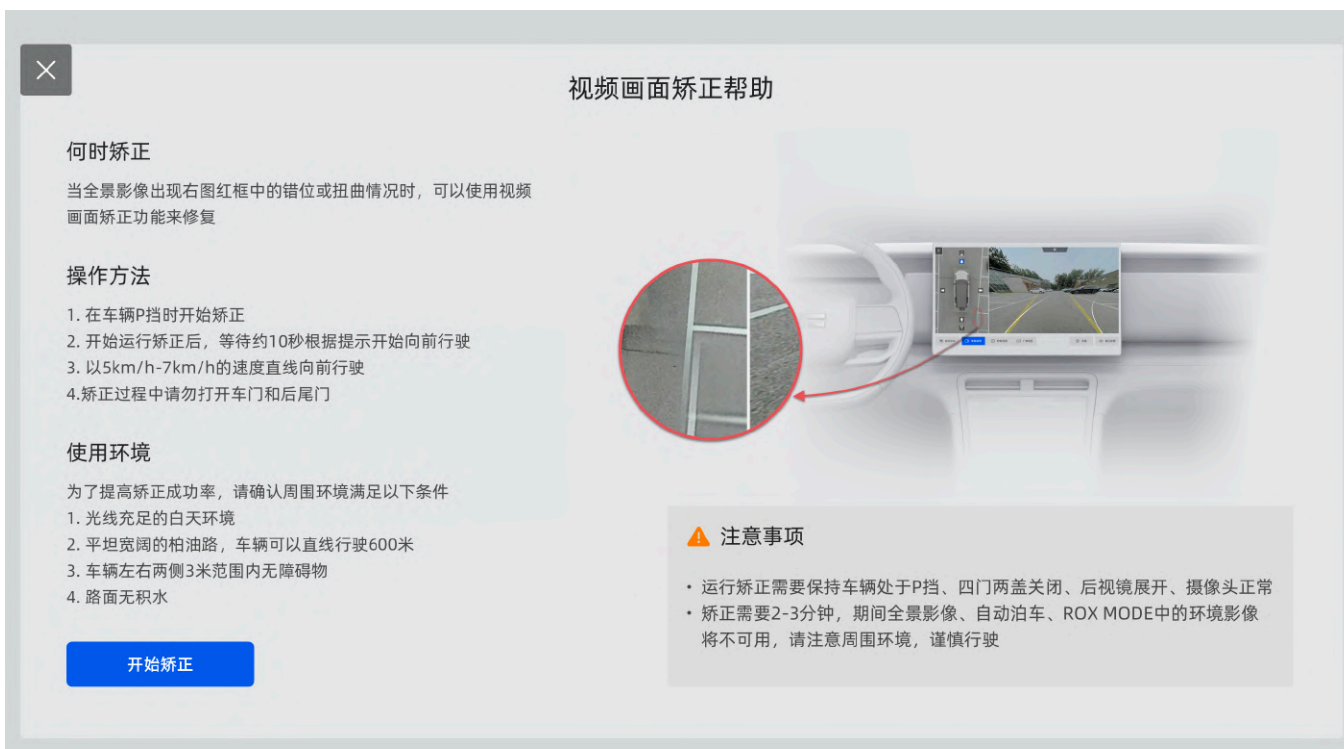 视频画面矫正帮助
何时矫正
当全景影像出现右图红框中的错位或扭曲情况时，可以使用视频
画面矫正功能来修复
操作方法
1. 在车辆P挡时开始矫正
2. 开始运行矫正后，等待约10秒根据提示开始向前行驶
3. 以5km/h-7km/h的速度直线向前行驶
4.矫正过程中请勿打开车门和后尾门
使用环境
为了提高矫正成功率，请确认周围环境满足以下条件
1. 光线充足的白天环境
2. 平坦宽阔的柏油路，车辆可以直线行驶600米
3. 车辆左右两侧3米范围内无障碍物
4. 路面无积水
开始矫正
注意事项
• 运行矫正需要保持车辆处于P挡、四门两盖关闭、后视镜展开、摄像头正常
• 矫正需要2-3分钟，期间全景影像、自动泊车、ROX MODE中的环境影像
将不可用，请注意周围环境，谨慎行驶